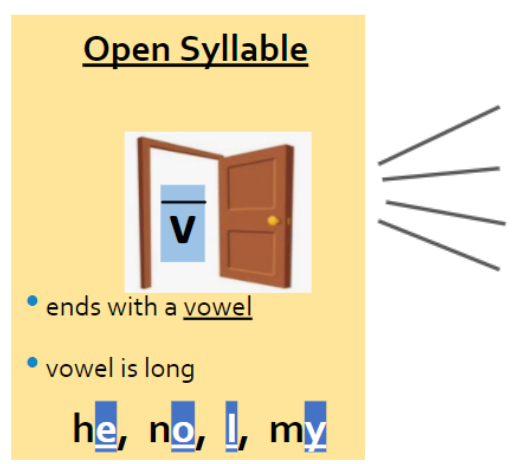 Open Syllable
v̅
• ends with a vowel
• vowel is long
he, no, I, my